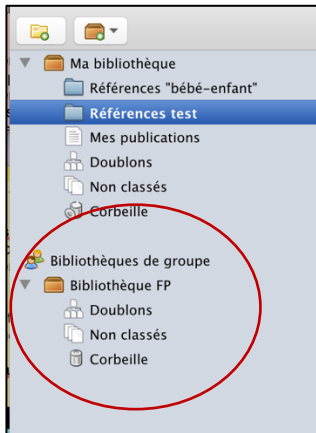 Ma bibliothèque
Références "bébé-enfant"
Références test
Mes publications
Doublons
Non classés
Corbeille
Bibliothèques de groupe
Bibliothèque FP
Doublons
Non classés
Corbeille